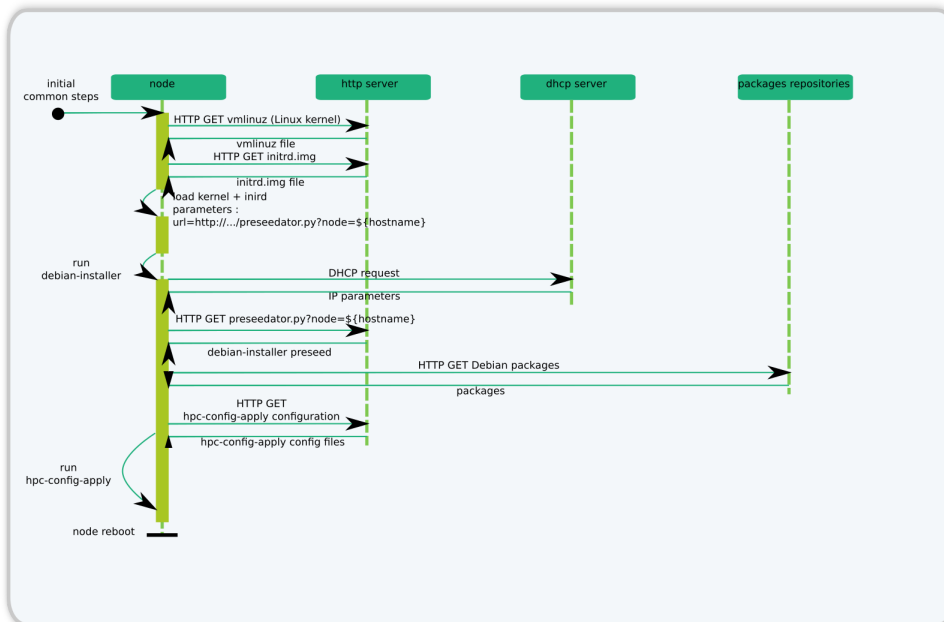 initial
common steps
node
http server
dhcp server
packages repositories
HTTP GET vmlinuz (Linux kernel)
vmlinuz file
HTTP GET initrd.img
initrd.img file
load kernel + inird
parameters :
url=http://.../preseedator.py?node=${hostname}
run
debian-installer
DHCP request
IP parameters
HTTP GET preseedator.py?node=${hostname}
debian-installer preseed
HTTP GET Debian packages
packages
HTTP GET
hpc-config-apply configuration
hpc-config-apply config files
run
hpc-config-apply
node reboot